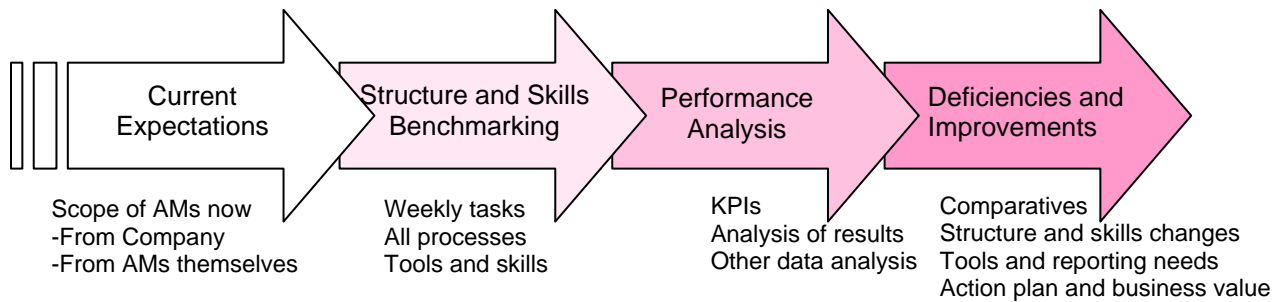 Current
Expectations
Structure and Skills
Benchmarking
Performance
Analysis
Deficiencies and
Improvements
Scope of AMs now
-From Company
-From AMs themselves
Weekly tasks
All processes
Tools and skills
KPIs
Analysis of results
Other data analysis
Comparatives
Structure and skills changes
Tools and reporting needs
Action plan and business value